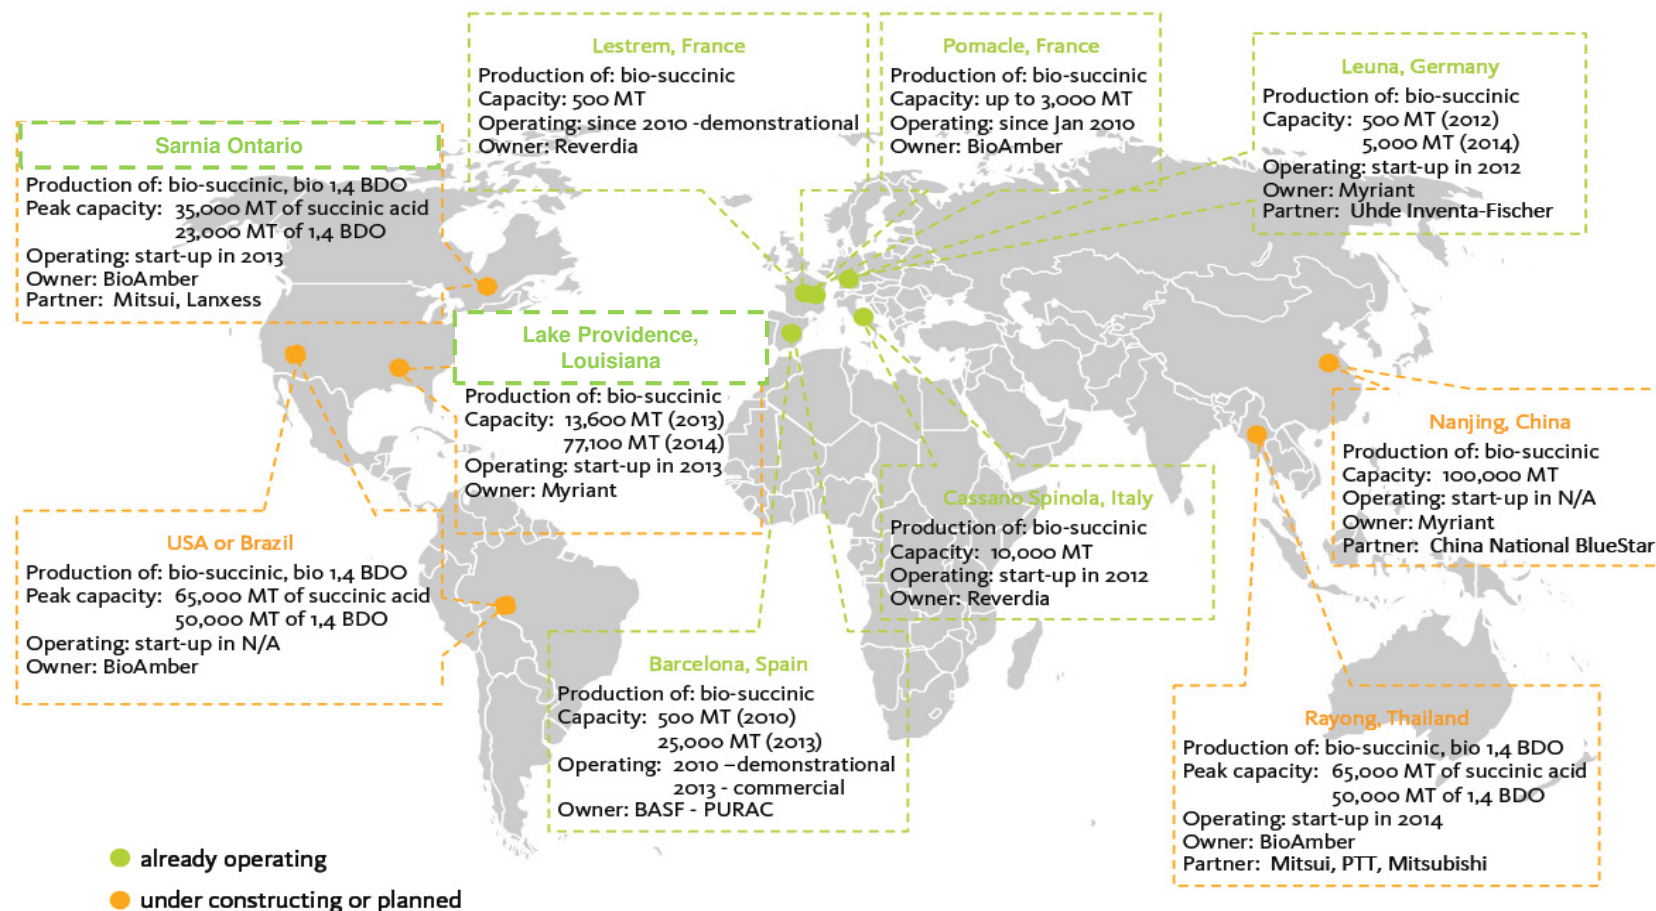 Lestrem, France
Production of: bio-succinic
Capacity: 500 MT
Operating: since 2010 -demonstrational
Owner: Reverdia
Pomacle, France
Production of: bio-succinic
Capacity: up to 3,000 MT
Operating: since Jan 2010
Owner: BioAmber
Leuna, Germany
Production of: bio-succinic
Capacity: 500 MT (2012)
5,000 MT (2014)
Operating: start-up in 2012
Owner: Myriant
Partner: Uhde Inventa-Fischer
Sarnia Ontario
Production of: bio-succinic, bio 1,4 BDO
Peak capacity: 35,000 MT of succinic acid
23,000 MT of 1,4 BDO
Operating: start-up in 2013
Owner: BioAmber
Partner: Mitsui, Lanxess
Lake Providence,
Louisiana
Production of: bio-succinic
Capacity: 13,600 MT (2013)
77,100 MT (2014)
Operating: start-up in 2013
Owner: Myriant
Nanjing, China
Production of: bio-succinic
Capacity: 100,000 MT
Operating: start-up in N/A
Owner: Myriant
Partner: China National BlueStar
Cassano Spinola, Italy
Production of: bio-succinic
Capacity: 10,000 MT
Operating: start-up in 2012
Owner: Reverdia
USA or Brazil
Production of: bio-succinic, bio 1,4 BDO
Peak capacity: 65,000 MT of succinic acid
50,000 MT of 1,4 BDO
Operating: start-up in N/A
Owner: BioAmber
Barcelona, Spain
Production of: bio-succinic
Capacity: 500 MT (2010)
25,000 MT (2013)
Operating: 2010 –demonstrational
2013 - commercial
Owner: BASF - PURAC
Rayong, Thailand
Production of: bio-succinic, bio 1,4 BDO
Peak capacity: 65,000 MT of succinic acid
50,000 MT of 1,4 BDO
Operating: start-up in 2014
Owner: BioAmber
Partner: Mitsui, PTT, Mitsubishi
already operating
under constructing or planned